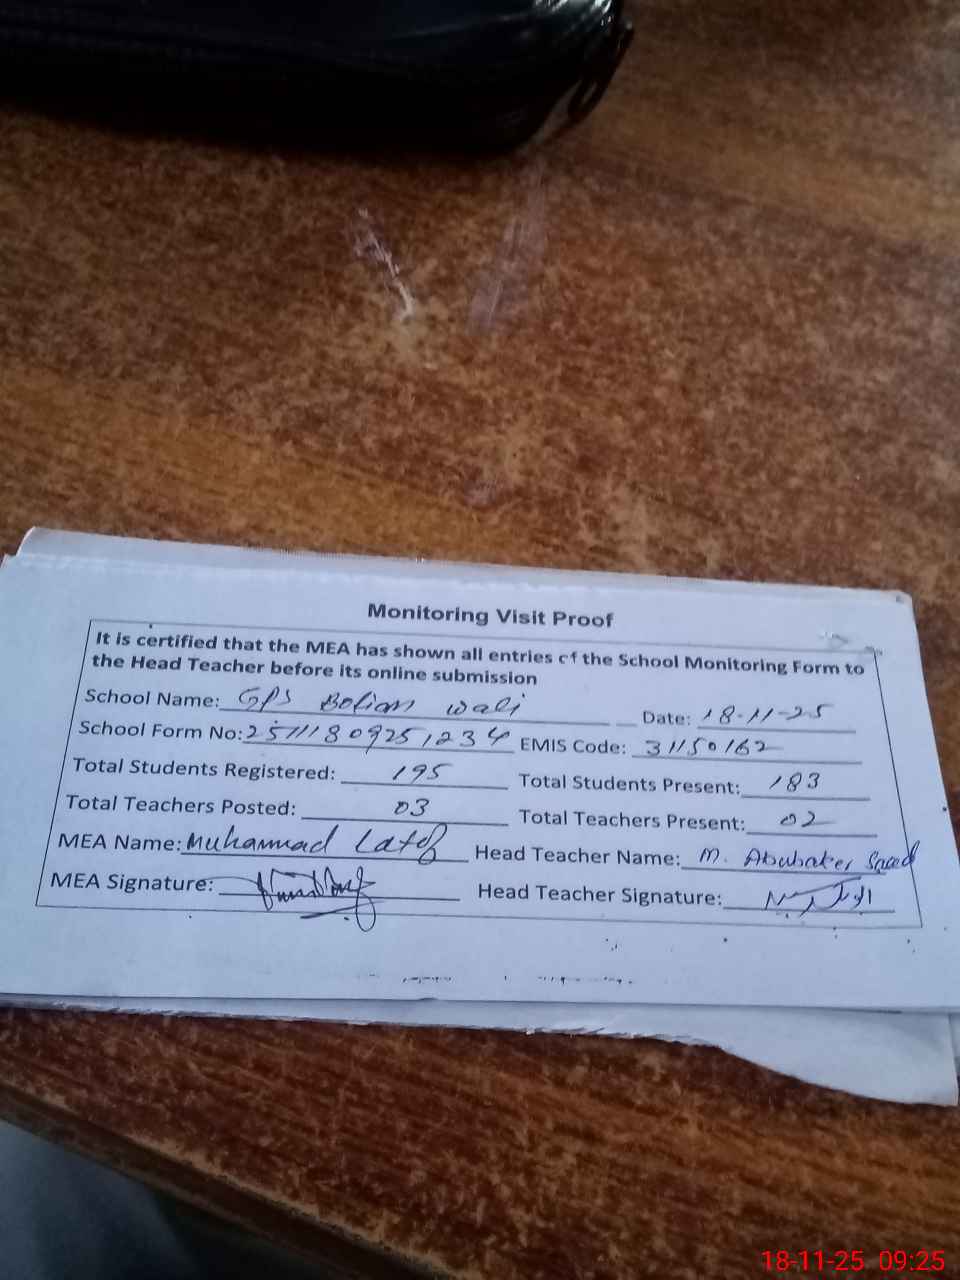 Monitoring Visit Proof
It is certified that the MEA has shown all entries of the School Monitoring Form to
the Head Teacher before its online submission
School Name: GPS Bolian wali Date: 18-11-25
School Form No: 25111809251234 EMIS Code: 31150162
Total Students Registered: 195 Total Students Present: 183
Total Teachers Posted: 03 Total Teachers Present: 02
MEA Name: Muhammad Latif Head Teacher Name: M. Abubaker Saeed
MEA Signature: Head Teacher Signature:
18-11-25 09:25